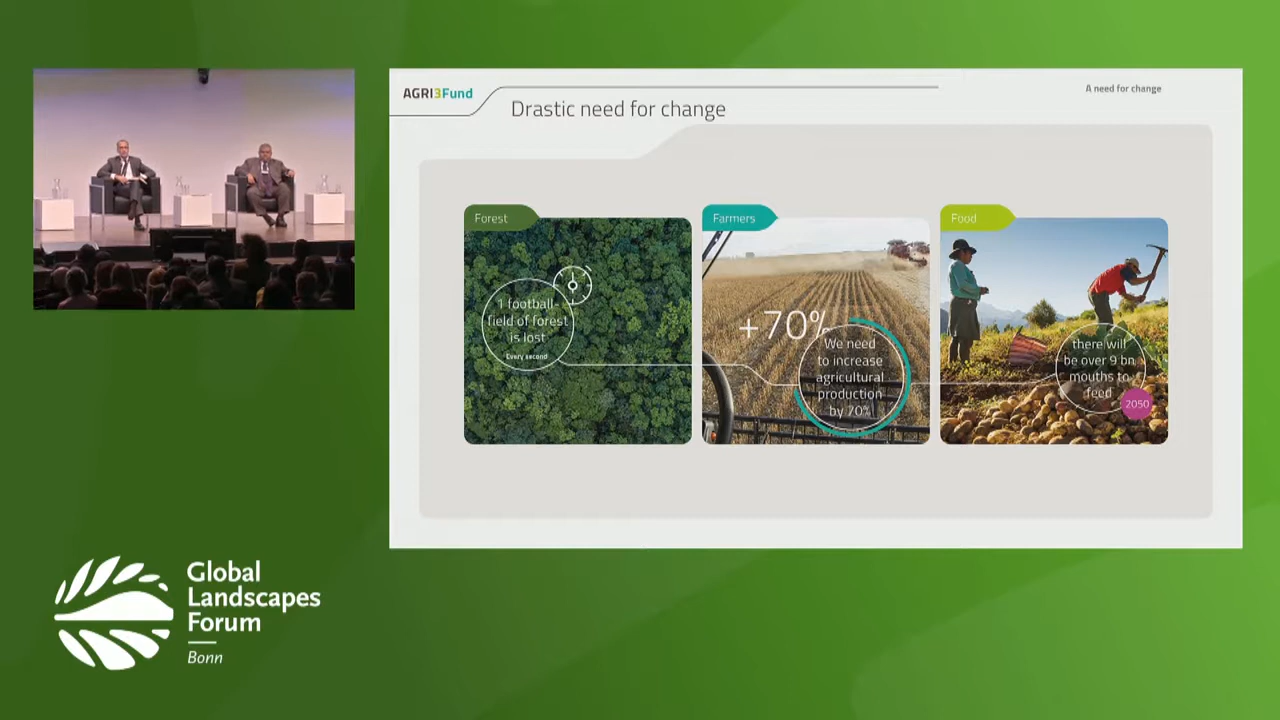 AGRI3Fund
A need for change
Drastic need for change
Forest
1 football-
field of forest
is lost
Every second
Farmers
+70%
We need
to increase
agricultural
production
by 70%
Food
there will
be over 9 bn
mouths to
feed
2050
Global
Landscapes
Forum
Bonn